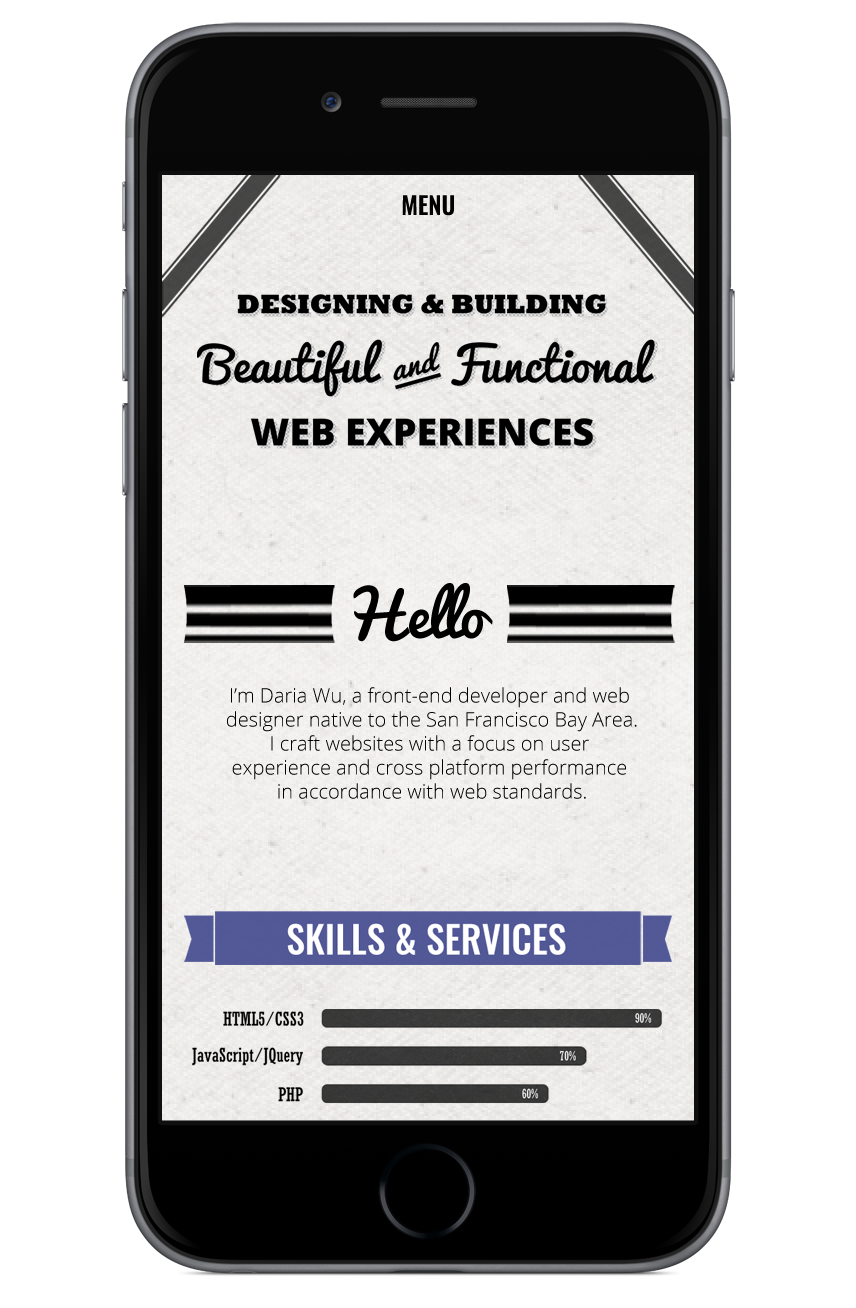 MENU
DESIGNING & BUILDING
Beautiful and Functional
WEB EXPERIENCES
Hello
I'm Daria Wu, a front-end developer and web
designer native to the San Francisco Bay Area.
I craft websites with a focus on user
experience and cross platform performance
in accordance with web standards.
SKILLS & SERVICES
HTML5/CSS3 90%
JavaScript/JQuery 70%
PHP 60%